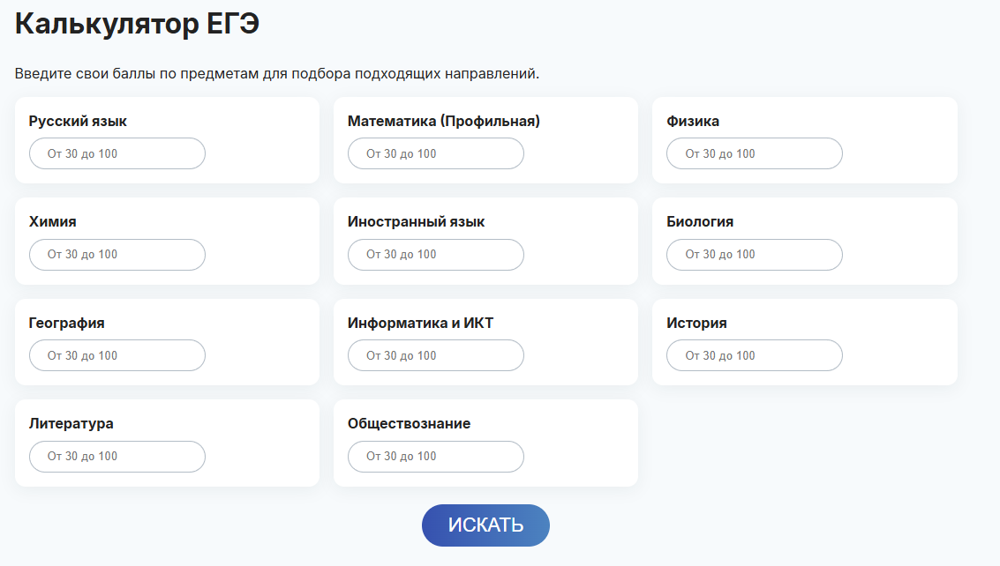 Калькулятор ЕГЭ
Введите свои баллы по предметам для подбора подходящих направлений.
Русский язык
От 30 до 100
Математика (Профильная)
От 30 до 100
Физика
От 30 до 100
Химия
От 30 до 100
Иностранный язык
От 30 до 100
Биология
От 30 до 100
География
От 30 до 100
Информатика и ИКТ
От 30 до 100
История
От 30 до 100
Литература
От 30 до 100
Обществознание
От 30 до 100
ИСКАТЬ